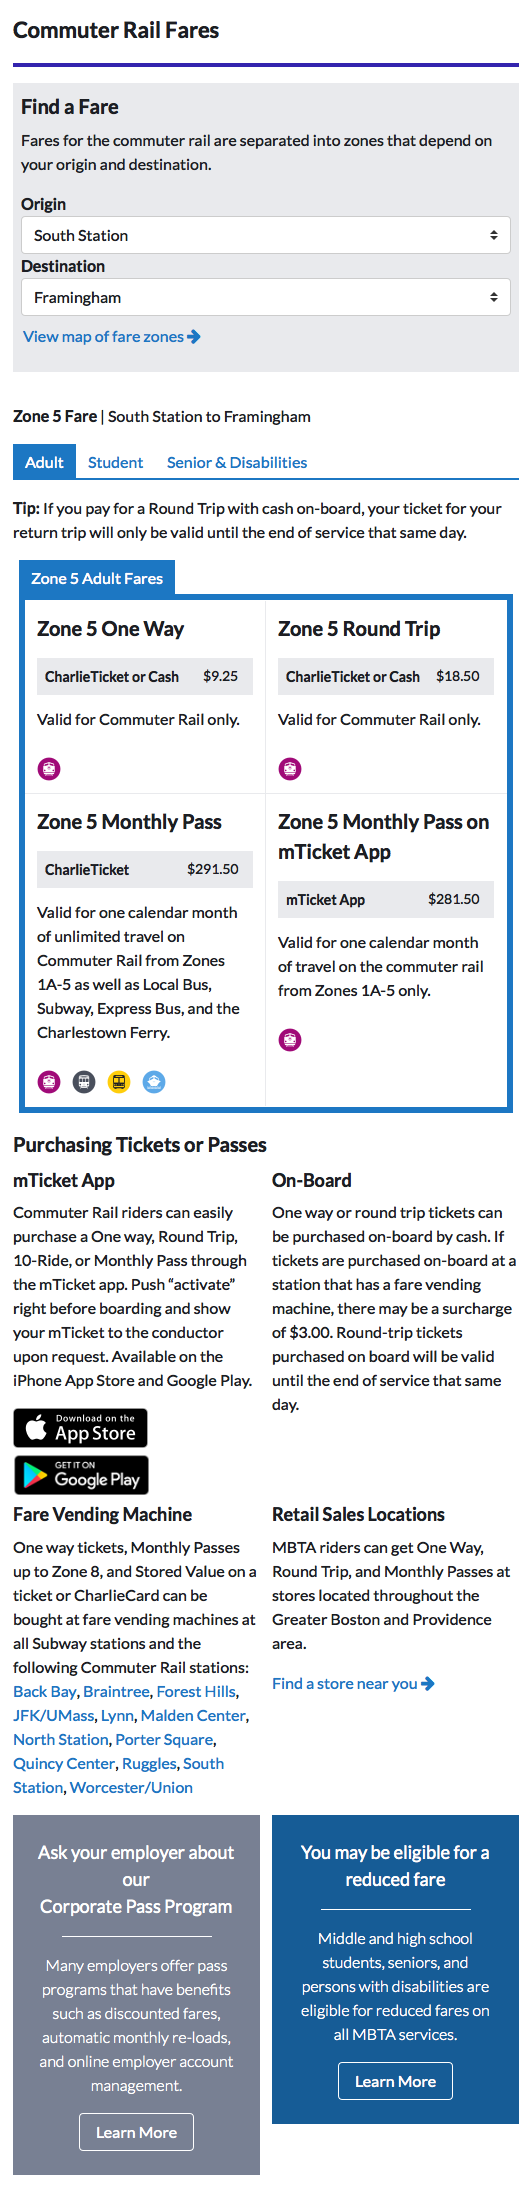 Commuter Rail Fares
Find a Fare
Fares for the commuter rail are separated into zones that depend on
your origin and destination.
Origin
South Station
Destination
Framingham
View map of fare zones
Zone 5 Fare | South Station to Framingham
Adult
Student
Senior & Disabilities
Tip: If you pay for a Round Trip with cash on-board, your ticket for your
return trip will only be valid until the end of service that same day.
Zone 5 Adult Fares
Zone 5 One Way
CharlieTicket or Cash $9.25
Valid for Commuter Rail only.
Zone 5 Round Trip
CharlieTicket or Cash $18.50
Valid for Commuter Rail only.
Zone 5 Monthly Pass
CharlieTicket $291.50
Valid for one calendar month
of unlimited travel on
Commuter Rail from Zones
1A-5 as well as Local Bus,
Subway, Express Bus, and the
Charlestown Ferry.
Zone 5 Monthly Pass on
mTicket App
mTicket App $281.50
Valid for one calendar month
of travel on the commuter rail
from Zones 1A-5 only.
Purchasing Tickets or Passes
mTicket App
Commuter Rail riders can easily
purchase a One way, Round Trip,
10-Ride, or Monthly Pass through
the mTicket app. Push “activate”
right before boarding and show
your mTicket to the conductor
upon request. Available on the
iPhone App Store and Google Play.
Download on the
App Store
GET IT ON
Google Play
On-Board
One way or round trip tickets can
be purchased on-board by cash. If
tickets are purchased on-board at a
station that has a fare vending
machine, there may be a surcharge
of $3.00. Round-trip tickets
purchased on board will be valid
until the end of service that same
day.
Fare Vending Machine
One way tickets, Monthly Passes
up to Zone 8, and Stored Value on a
ticket or CharlieCard can be
bought at fare vending machines at
all Subway stations and the
following Commuter Rail stations:
Back Bay, Braintree, Forest Hills,
JFK/UMass, Lynn, Malden Center,
North Station, Porter Square,
Quincy Center, Ruggles, South
Station, Worcester/Union
Retail Sales Locations
MBTA riders can get One Way,
Round Trip, and Monthly Passes at
stores located throughout the
Greater Boston and Providence
area.
Find a store near you
Ask your employer about
our
Corporate Pass Program
Many employers offer pass
programs that have benefits
such as discounted fares,
automatic monthly re-loads,
and online employer account
management.
Learn More
You may be eligible for a
reduced fare
Middle and high school
students, seniors, and
persons with disabilities are
eligible for reduced fares on
all MBTA services.
Learn More